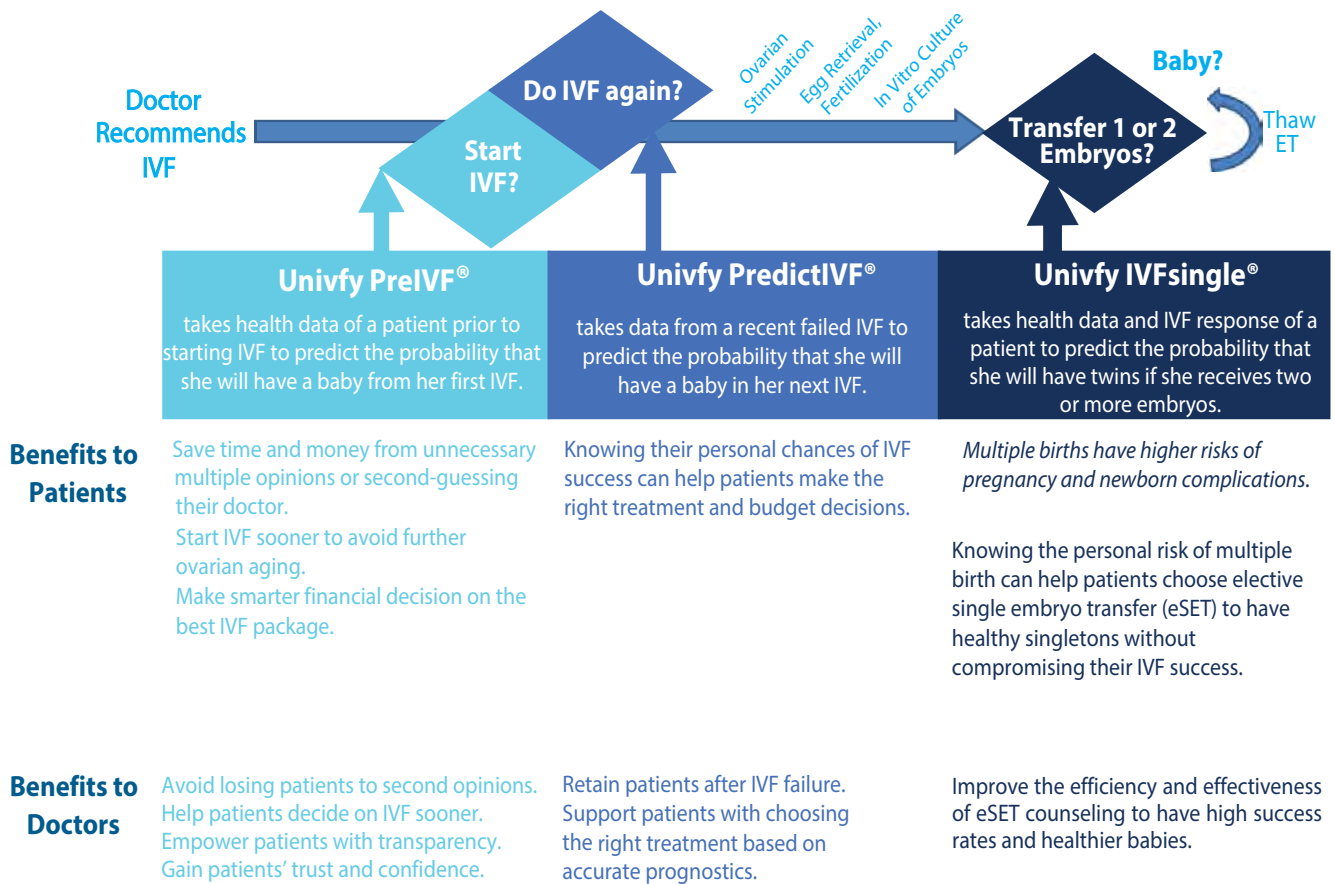 Doctor
Recommends
IVF
Start
IVF?
Do IVF again?
Ovarian
Stimulation
Egg Retrieval,
Fertilization
In Vitro Culture
of Embryos
Transfer 1 or 2
Embryos?
Baby?
Thaw
ET
Univfy PreIVF®
takes health data of a patient prior to
starting IVF to predict the probability that
she will have a baby from her first IVF.
Univfy PredictIVF®
takes data from a recent failed IVF to
predict the probability that she will
have a baby in her next IVF.
Univfy IVFsingle®
takes health data and IVF response of a
patient to predict the probability that
she will have twins if she receives two
or more embryos.
Benefits to
Patients
Save time and money from unnecessary
multiple opinions or second-guessing
their doctor.
Start IVF sooner to avoid further
ovarian aging.
Make smarter financial decision on the
best IVF package.
Knowing their personal chances of IVF
success can help patients make the
right treatment and budget decisions.
Multiple births have higher risks of
pregnancy and newborn complications.
Knowing the personal risk of multiple
birth can help patients choose elective
single embryo transfer (eSET) to have
healthy singletons without
compromising their IVF success.
Benefits to
Doctors
Avoid losing patients to second opinions.
Help patients decide on IVF sooner.
Empower patients with transparency.
Gain patients’ trust and confidence.
Retain patients after IVF failure.
Support patients with choosing
the right treatment based on
accurate prognostics.
Improve the efficiency and effectiveness
of eSET counseling to have high success
rates and healthier babies.